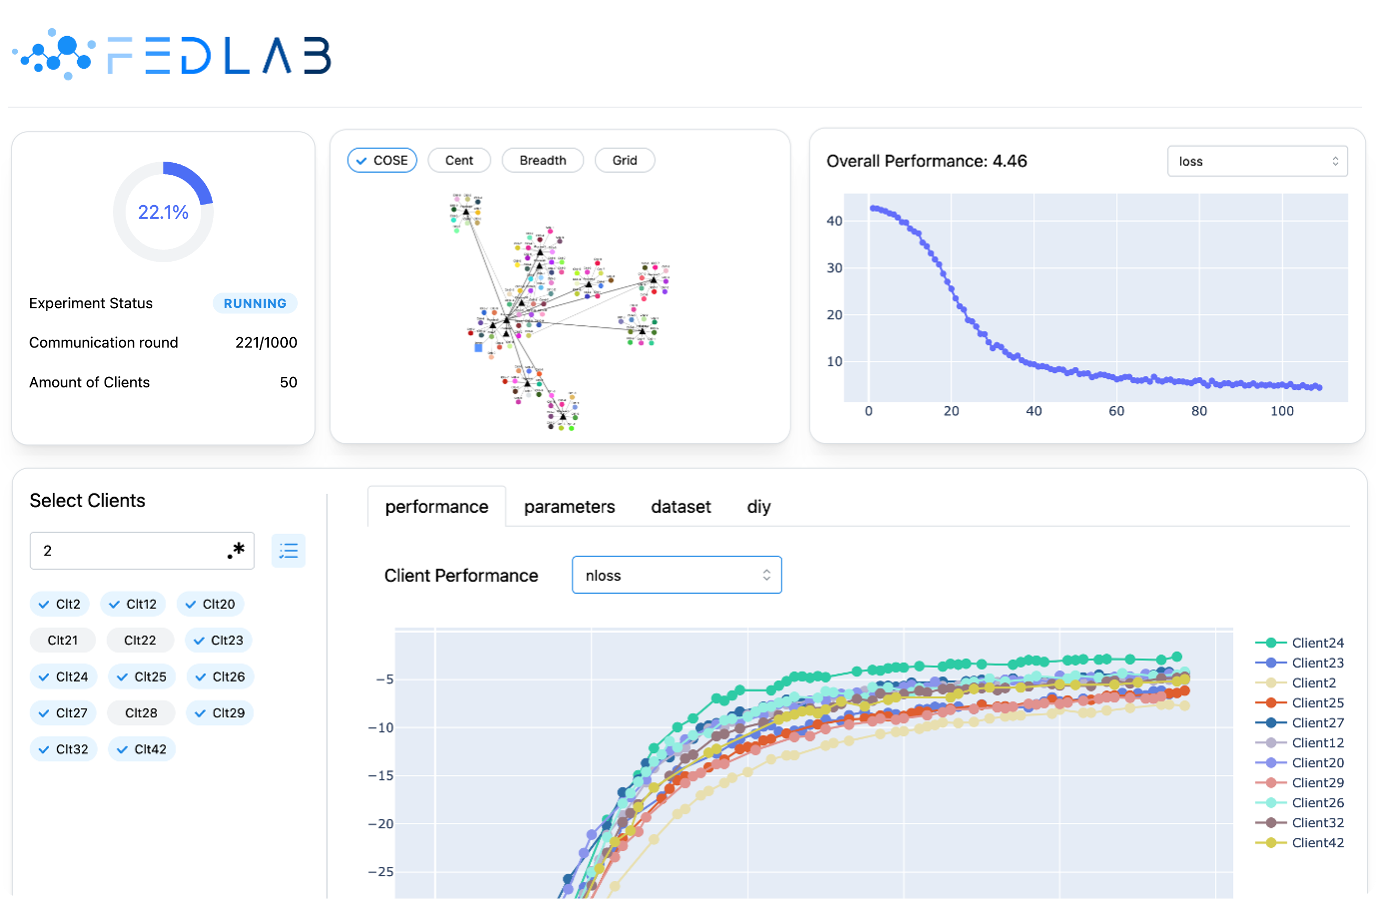 FEDLAB
22.1%
Experiment Status RUNNING
Communication round 221/1000
Amount of Clients 50
COSE Cent Breadth Grid
Overall Performance: 4.46 loss
40
30
20
10
0 20 40 60 80 100
Select Clients
2 .*
Clt2 Clt12 Clt20
Clt21 Clt22 Clt23
Clt24 Clt25 Clt26
Clt27 Clt28 Clt29
Clt32 Clt42
performance parameters dataset diy
Client Performance nloss
−5
−10
−15
−20
−25
Client24
Client23
Client2
Client25
Client27
Client12
Client20
Client29
Client26
Client32
Client42